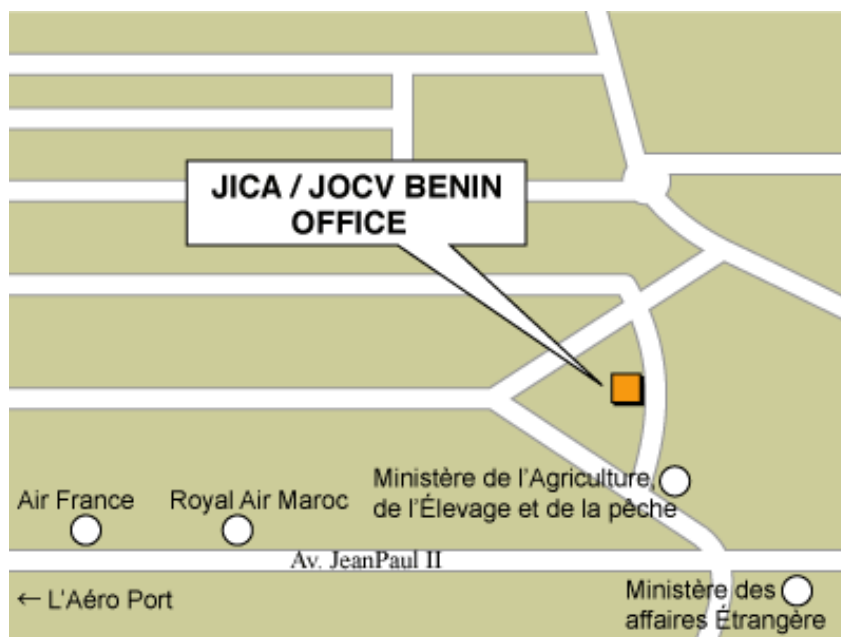 JICA / JOCV BENIN
OFFICE
Ministère de l'Agriculture,
de l'Élevage et de la pêche
Air France
Royal Air Maroc
Av. JeanPaul II
← L'Aéro Port
Ministère des
affaires Étrangère